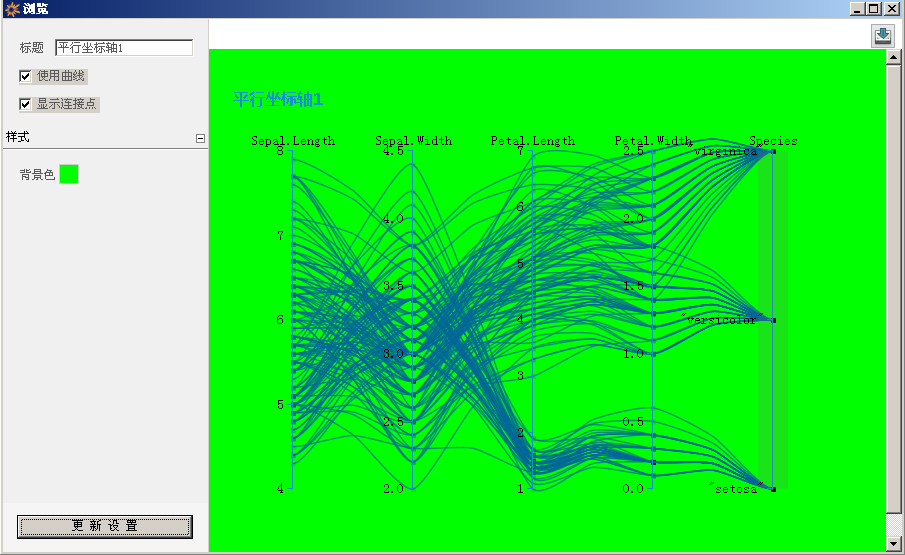 浏览
标题 平行坐标轴1
使用曲线
显示连接点
样式
背景色
更 新 设 置
平行坐标轴1
Sepal.Length Sepal.Width Petal.Length Petal.Width Species
8 4.5 7 2.5 "virginica"
7 4.0 6 2.0
6 3.5 5 1.5 "versicolor"
5 3.0 4 1.0
4 2.5 3 0.5
2.0 2 0.0 "setosa"
1